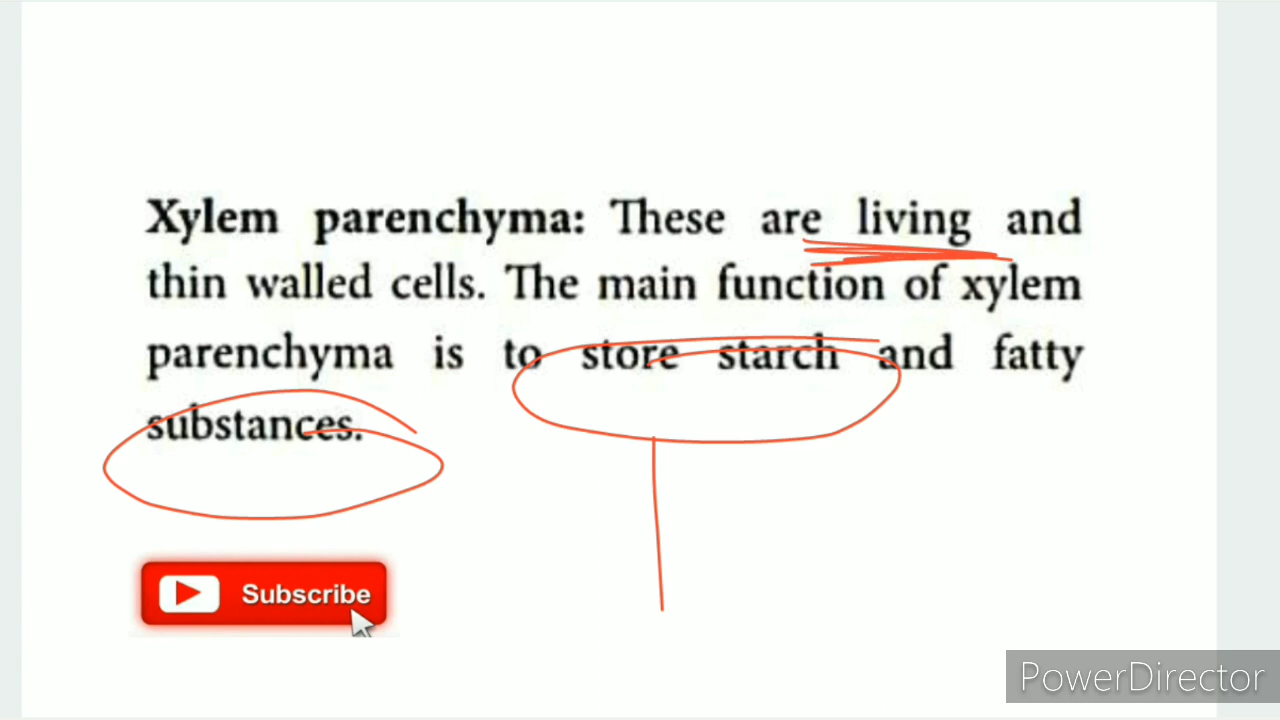 Xylem parenchyma: These are living and
thin walled cells. The main function of xylem
parenchyma is to store starch and fatty
substances.
Subscribe
PowerDirector